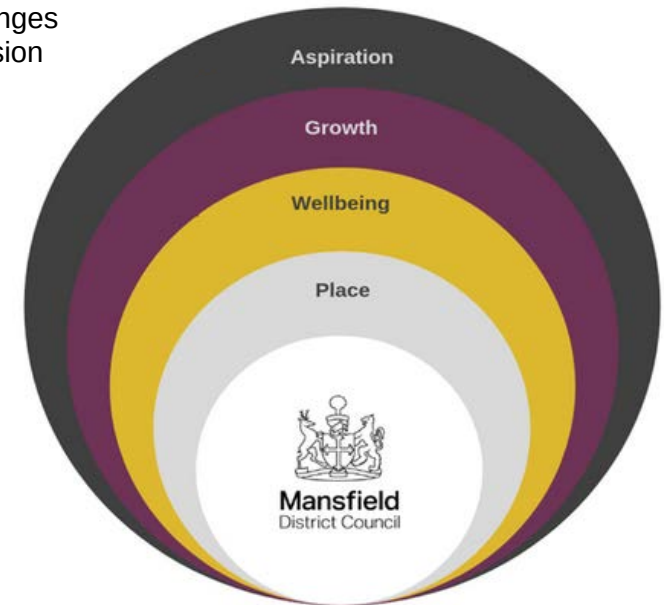 nges
sion
Aspiration
Growth
Wellbeing
Place
Mansfield
District Council